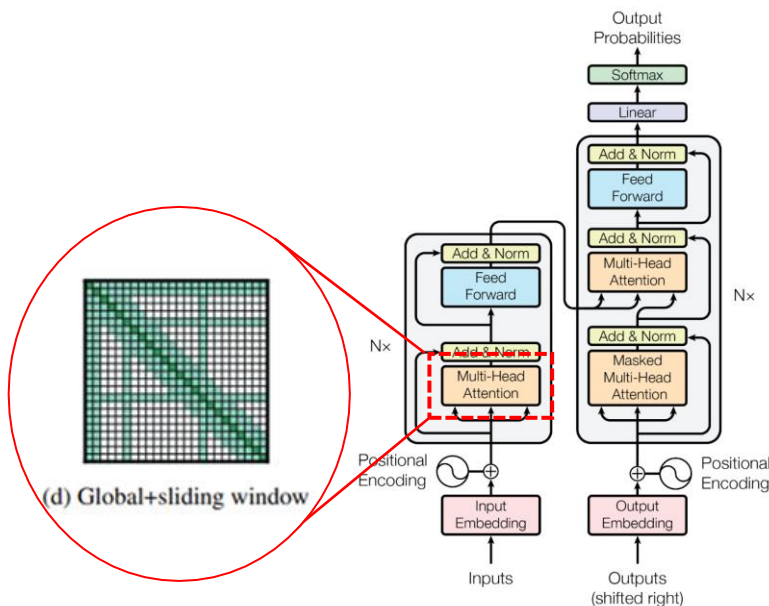 Output
Probabilities
Softmax
Linear
Add & Norm
Feed
Forward
Add & Norm
Multi-Head
Attention
Nx
Add & Norm
Masked
Multi-Head
Attention
Positional
Encoding
Output
Embedding
Outputs
(shifted right)
Add & Norm
Feed
Forward
N×
Add & Norm
Multi-Head
Attention
Positional
Encoding
Input
Embedding
Inputs
(d) Global+sliding window